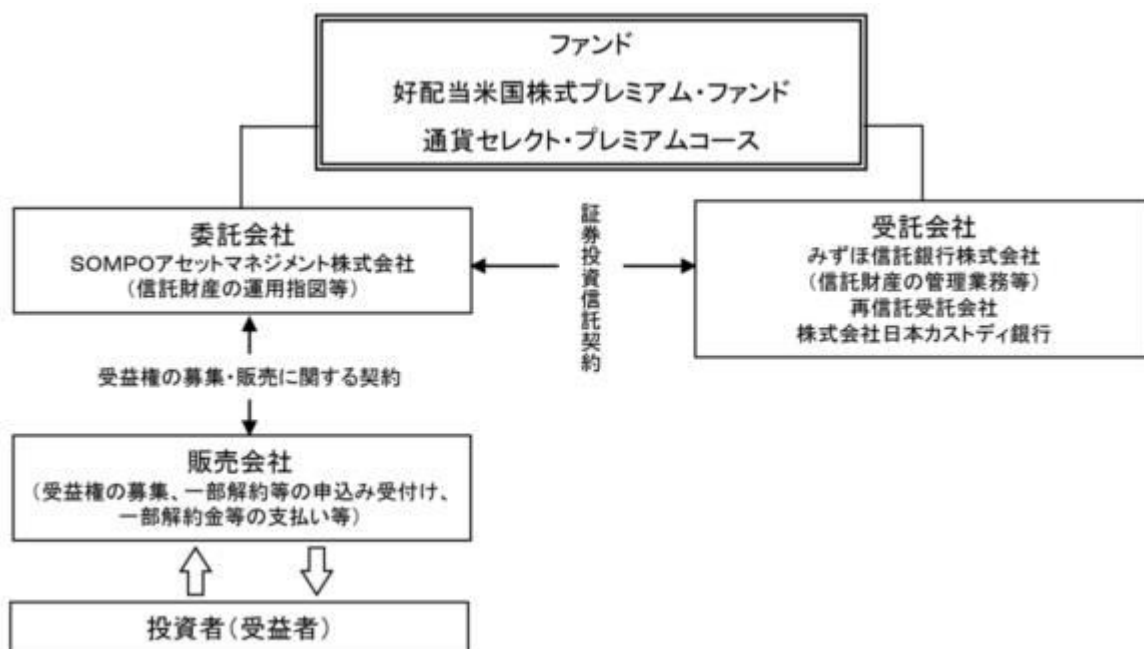 ファンド
好配当米国株式プレミアム・ファンド
通貨セレクト・プレミアムコース
委託会社
SOMPOアセットマネジメント株式会社
（信託財産の運用指図等）
証券投資信託契約
受託会社
みずほ信託銀行株式会社
（信託財産の管理業務等）
再信託受託会社
株式会社日本カストディ銀行
受益権の募集・販売に関する契約
販売会社
（受益権の募集、一部解約等の申込み受付け、
一部解約金等の支払い等）
投資者（受益者）